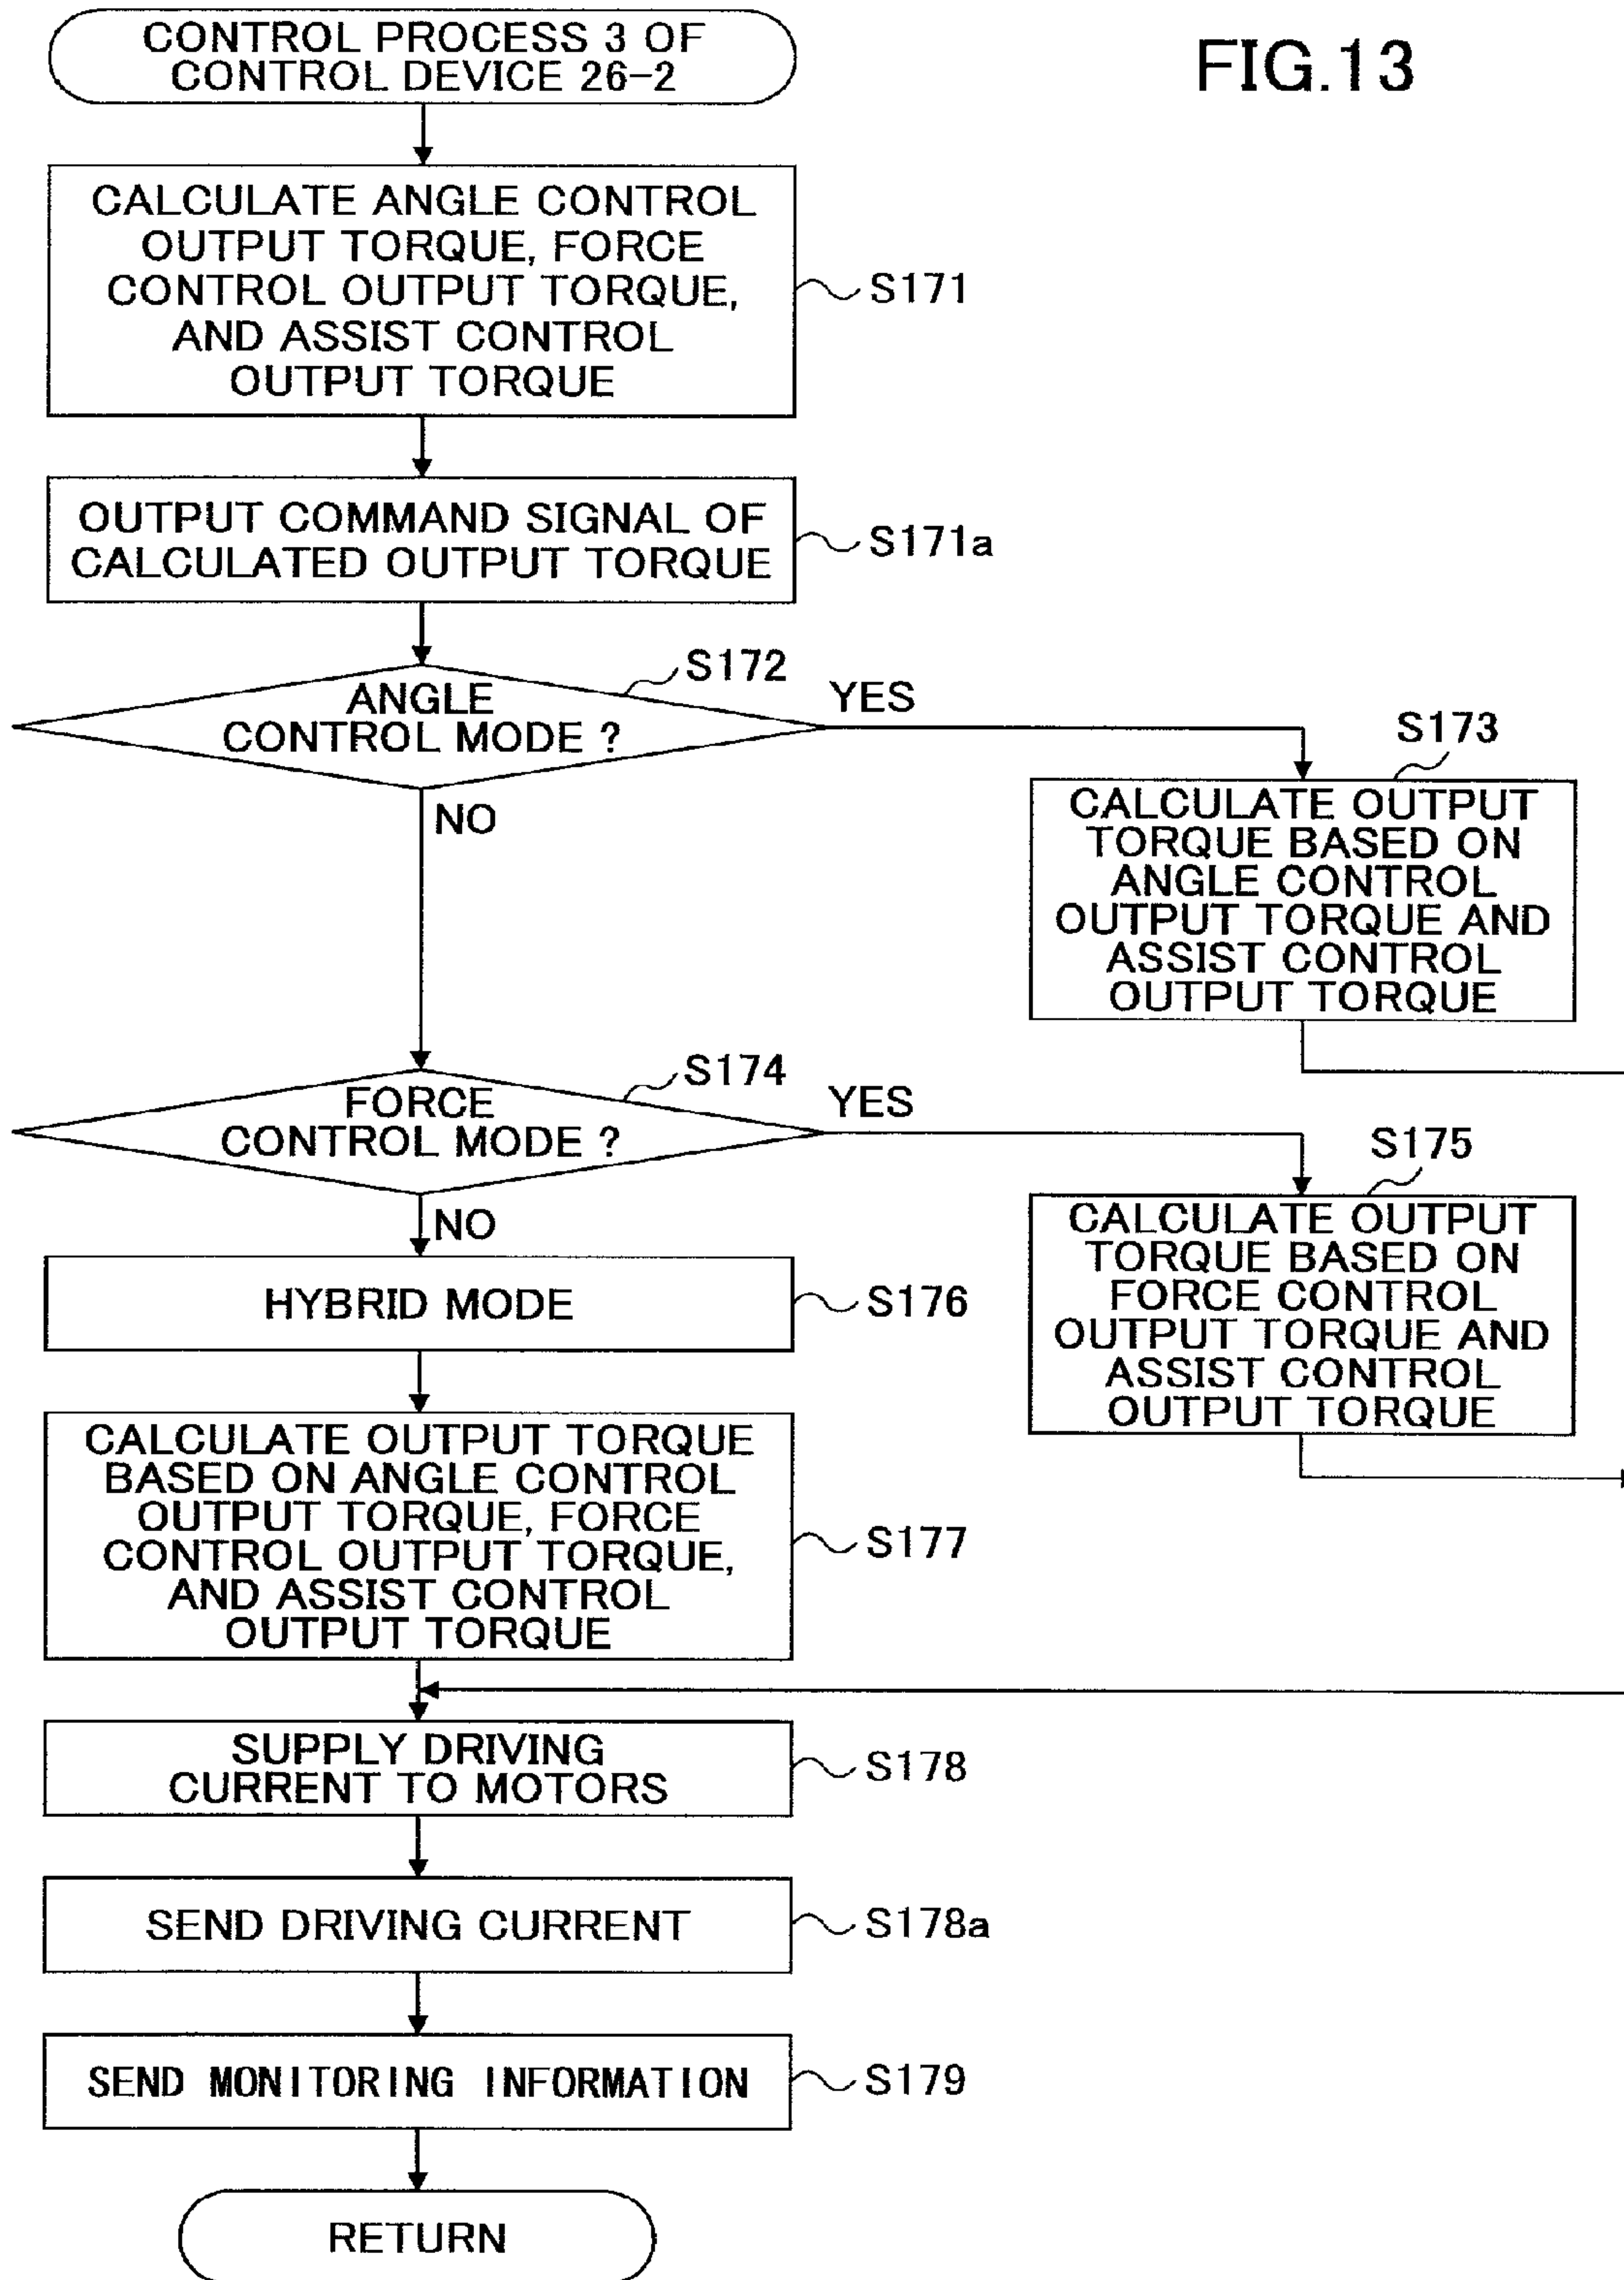 CONTROL PROCESS 3 OF
CONTROL DEVICE 26-2
FIG.13
CALCULATE ANGLE CONTROL
OUTPUT TORQUE, FORCE
CONTROL OUTPUT TORQUE,
AND ASSIST CONTROL
OUTPUT TORQUE
S171
OUTPUT COMMAND SIGNAL OF
CALCULATED OUTPUT TORQUE
S171a
ANGLE
CONTROL MODE ?
S172
YES
NO
S173
CALCULATE OUTPUT
TORQUE BASED ON
ANGLE CONTROL
OUTPUT TORQUE AND
ASSIST CONTROL
OUTPUT TORQUE
FORCE
CONTROL MODE ?
S174
YES
NO
S175
CALCULATE OUTPUT
TORQUE BASED ON
FORCE CONTROL
OUTPUT TORQUE AND
ASSIST CONTROL
OUTPUT TORQUE
HYBRID MODE
S176
CALCULATE OUTPUT TORQUE
BASED ON ANGLE CONTROL
OUTPUT TORQUE, FORCE
CONTROL OUTPUT TORQUE,
AND ASSIST CONTROL
OUTPUT TORQUE
S177
SUPPLY DRIVING
CURRENT TO MOTORS
S178
SEND DRIVING CURRENT
S178a
SEND MONITORING INFORMATION
S179
RETURN